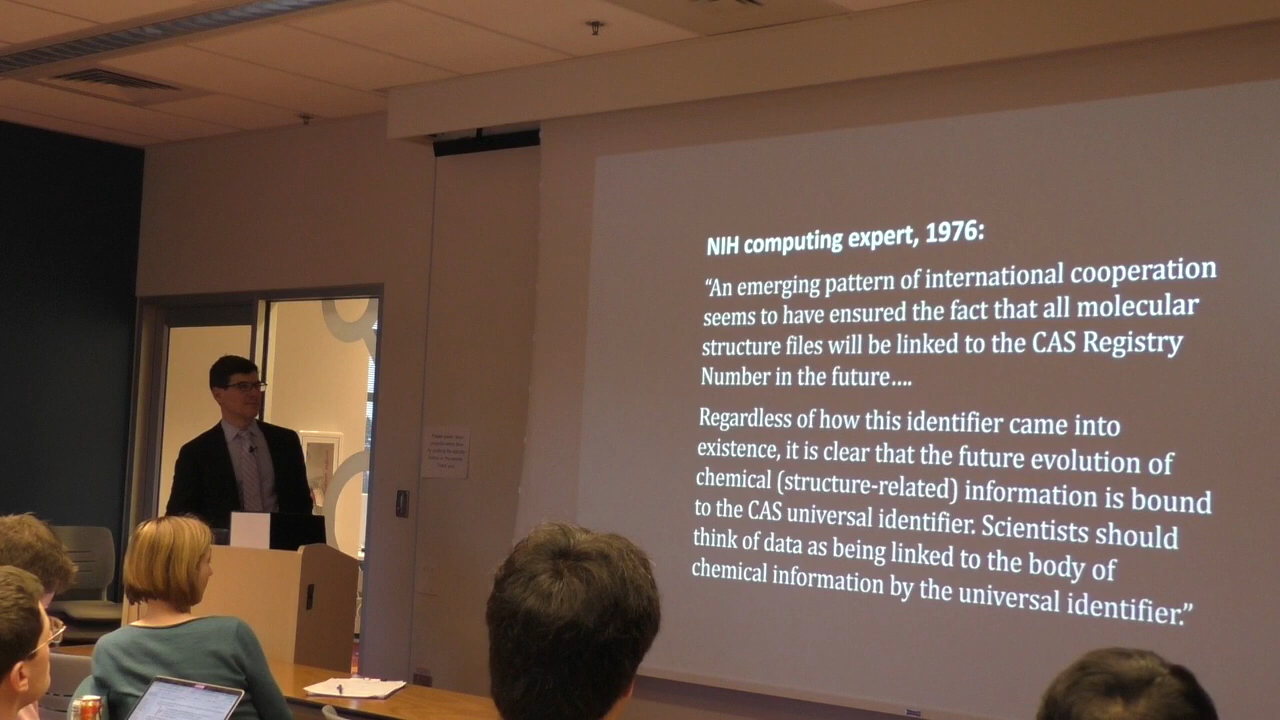 NIH computing expert, 1976:
“An emerging pattern of international cooperation
seems to have ensured the fact that all molecular
structure files will be linked to the CAS Registry
Number in the future....
Regardless of how this identifier came into
existence, it is clear that the future evolution of
chemical (structure-related) information is bound
to the CAS universal identifier. Scientists should
think of data as being linked to the body of
chemical information by the universal identifier.”